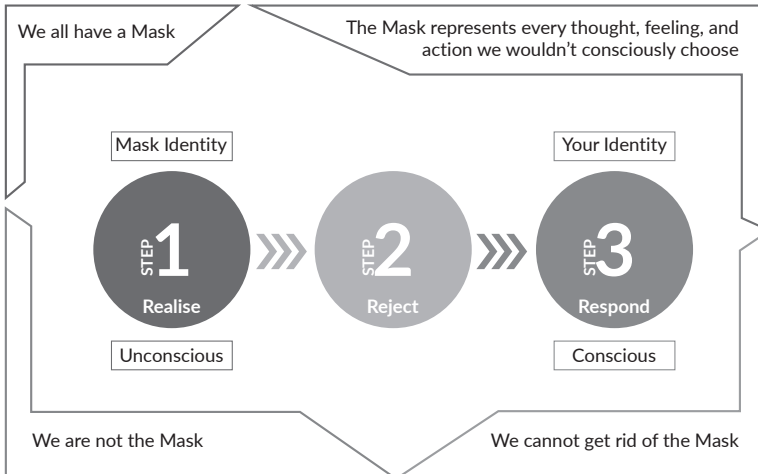 We all have a Mask
The Mask represents every thought, feeling, and
action we wouldn't consciously choose
Mask Identity
Your Identity
STEP 1
Realise
STEP 2
Reject
STEP 3
Respond
Unconscious
Conscious
We are not the Mask
We cannot get rid of the Mask